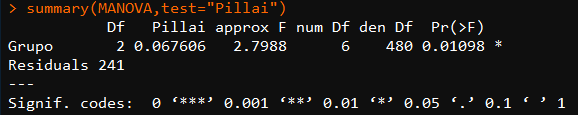 > summary(MANOVA,test="Pillai")
Df Pillai approx F num Df den Df Pr(>F)
Grupo 2 0.067606 2.7988 6 480 0.01098 *
Residuals 241
---
Signif. codes: 0 ‘***’ 0.001 ‘**’ 0.01 ‘*’ 0.05 ‘.’ 0.1 ‘ ’ 1